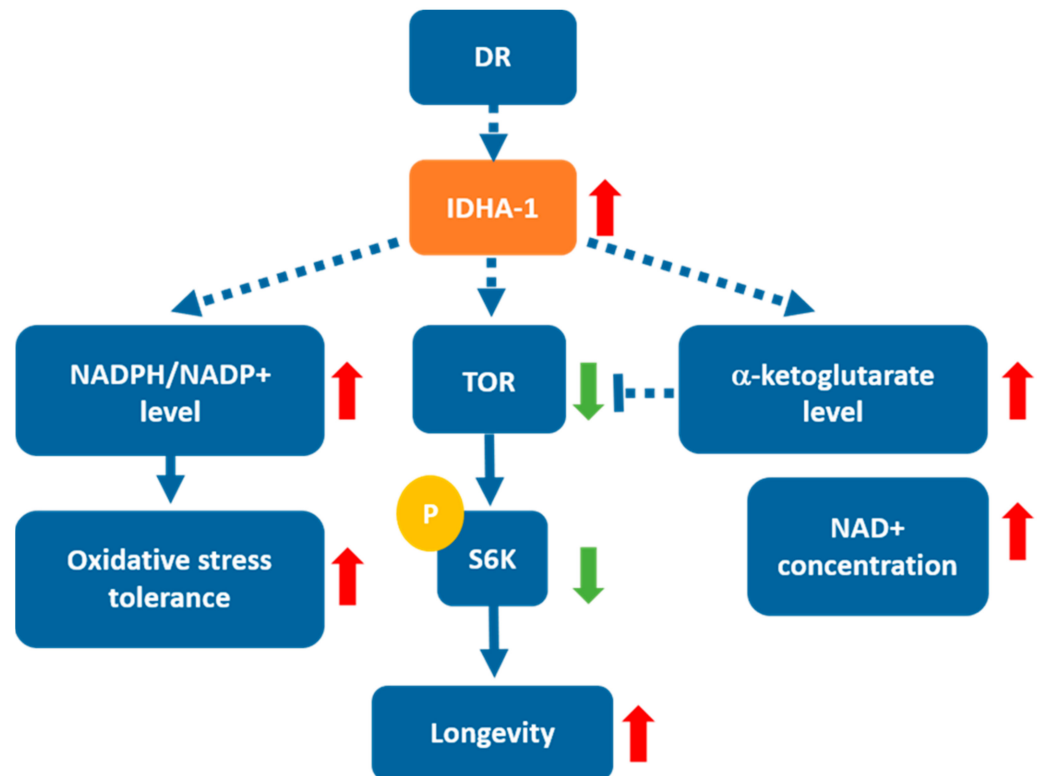 DR
IDHA-1
NADPH/NADP+
level
TOR
α-ketoglutarate
level
P
S6K
Oxidative stress
tolerance
NAD+
concentration
Longevity